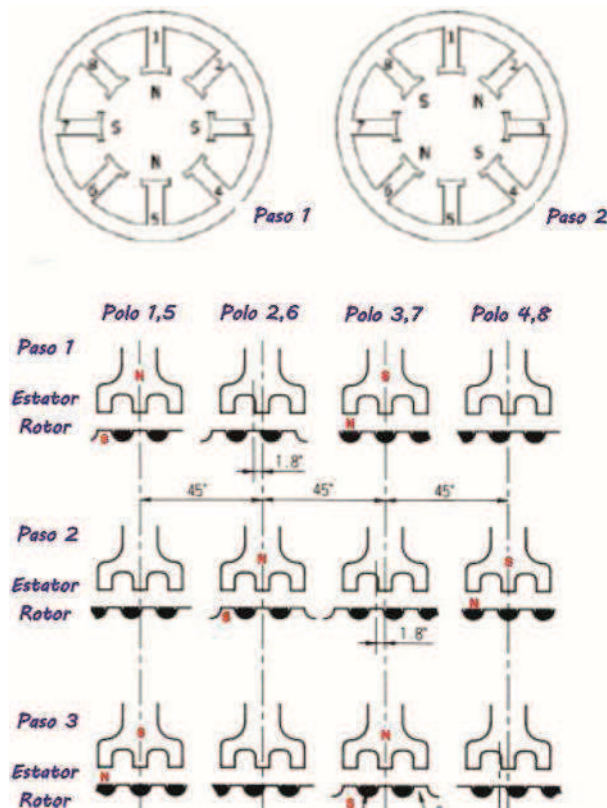 1
8 2
N
7 S S 3
N
6 4
5
Paso 1
1
8 2
S N
7 3
N S
6 4
5
Paso 2
Polo 1,5 Polo 2,6 Polo 3,7 Polo 4,8
Paso 1
N S
Estator
Rotor
S N
1.8°
45° 45° 45°
Paso 2
N S
Estator
Rotor
S N
1.8°
Paso 3
S N
Estator
N
Rotor
S